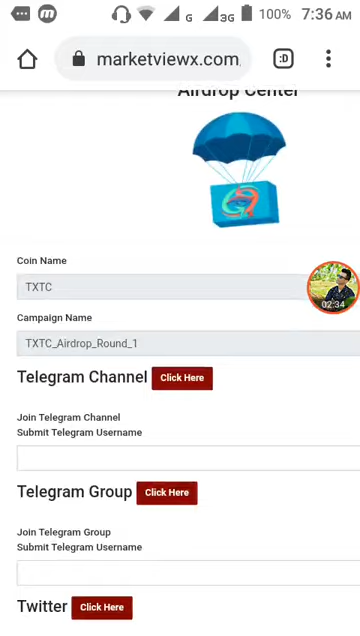 G
3G
100%
7:36 AM
marketviewx.com
:D
Airdrop Center
Coin Name
TXTC
02:34
Campaign Name
TXTC_Airdrop_Round_1
Telegram Channel Click Here
Join Telegram Channel
Submit Telegram Username
Telegram Group Click Here
Join Telegram Group
Submit Telegram Username
Twitter Click Here